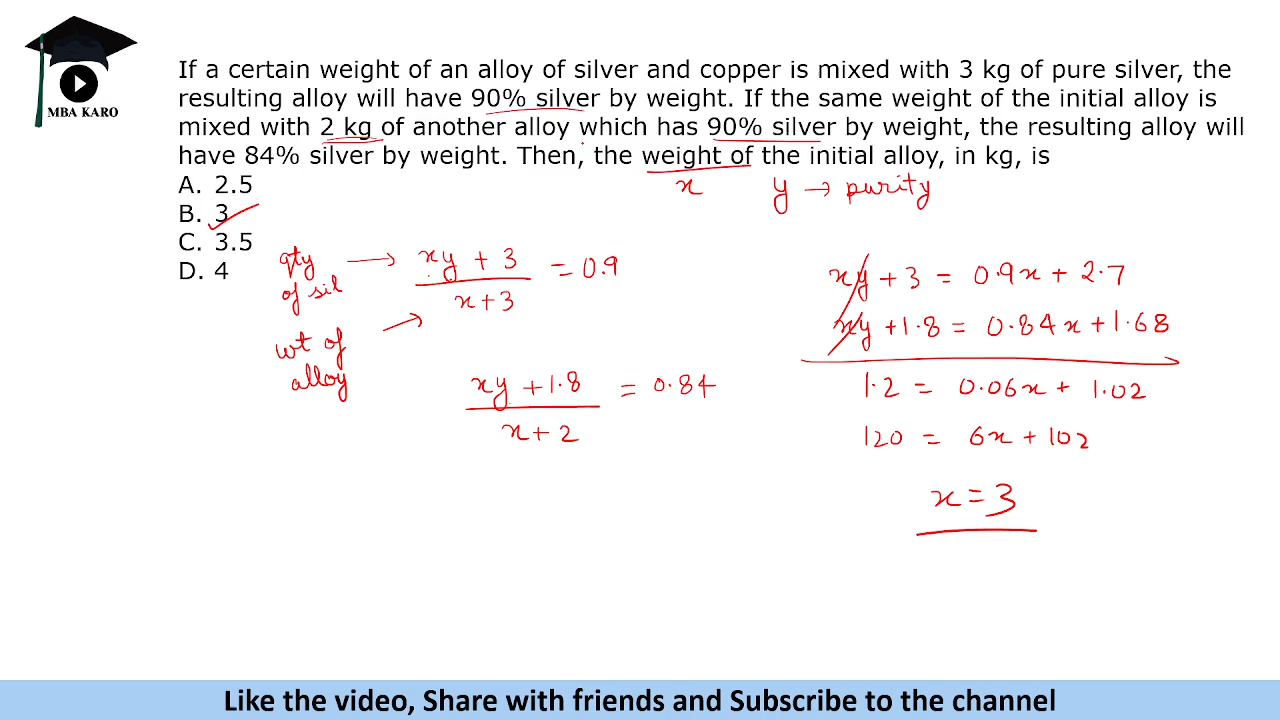 MBA KARO
If a certain weight of an alloy of silver and copper is mixed with 3 kg of pure silver, the
resulting alloy will have 90% silver by weight. If the same weight of the initial alloy is
mixed with 2 kg of another alloy which has 90% silver by weight, the resulting alloy will
have 84% silver by weight. Then, the weight of the initial alloy, in kg, is
x y → purity
A. 2.5
B. 3
C. 3.5
D. 4
qty of sil → xy + 3 / x + 3 = 0.9
wt of alloy →
xy + 1.8 / x + 2 = 0.84
xy + 3 = 0.9x + 2.7
xy + 1.8 = 0.84x + 1.68
1.2 = 0.06x + 1.02
120 = 6x + 102
x = 3
Like the video, Share with friends and Subscribe to the channel